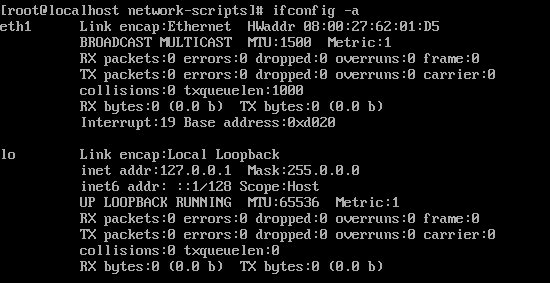 [root@localhost network-scripts]# ifconfig -a
eth1      Link encap:Ethernet  HWaddr 08:00:27:62:01:D5
          BROADCAST MULTICAST  MTU:1500  Metric:1
          RX packets:0 errors:0 dropped:0 overruns:0 frame:0
          TX packets:0 errors:0 dropped:0 overruns:0 carrier:0
          collisions:0 txqueuelen:1000
          RX bytes:0 (0.0 b)  TX bytes:0 (0.0 b)
          Interrupt:19 Base address:0xd020
lo        Link encap:Local Loopback
          inet addr:127.0.0.1  Mask:255.0.0.0
          inet6 addr: ::1/128 Scope:Host
          UP LOOPBACK RUNNING  MTU:65536  Metric:1
          RX packets:0 errors:0 dropped:0 overruns:0 frame:0
          TX packets:0 errors:0 dropped:0 overruns:0 carrier:0
          collisions:0 txqueuelen:0
          RX bytes:0 (0.0 b)  TX bytes:0 (0.0 b)